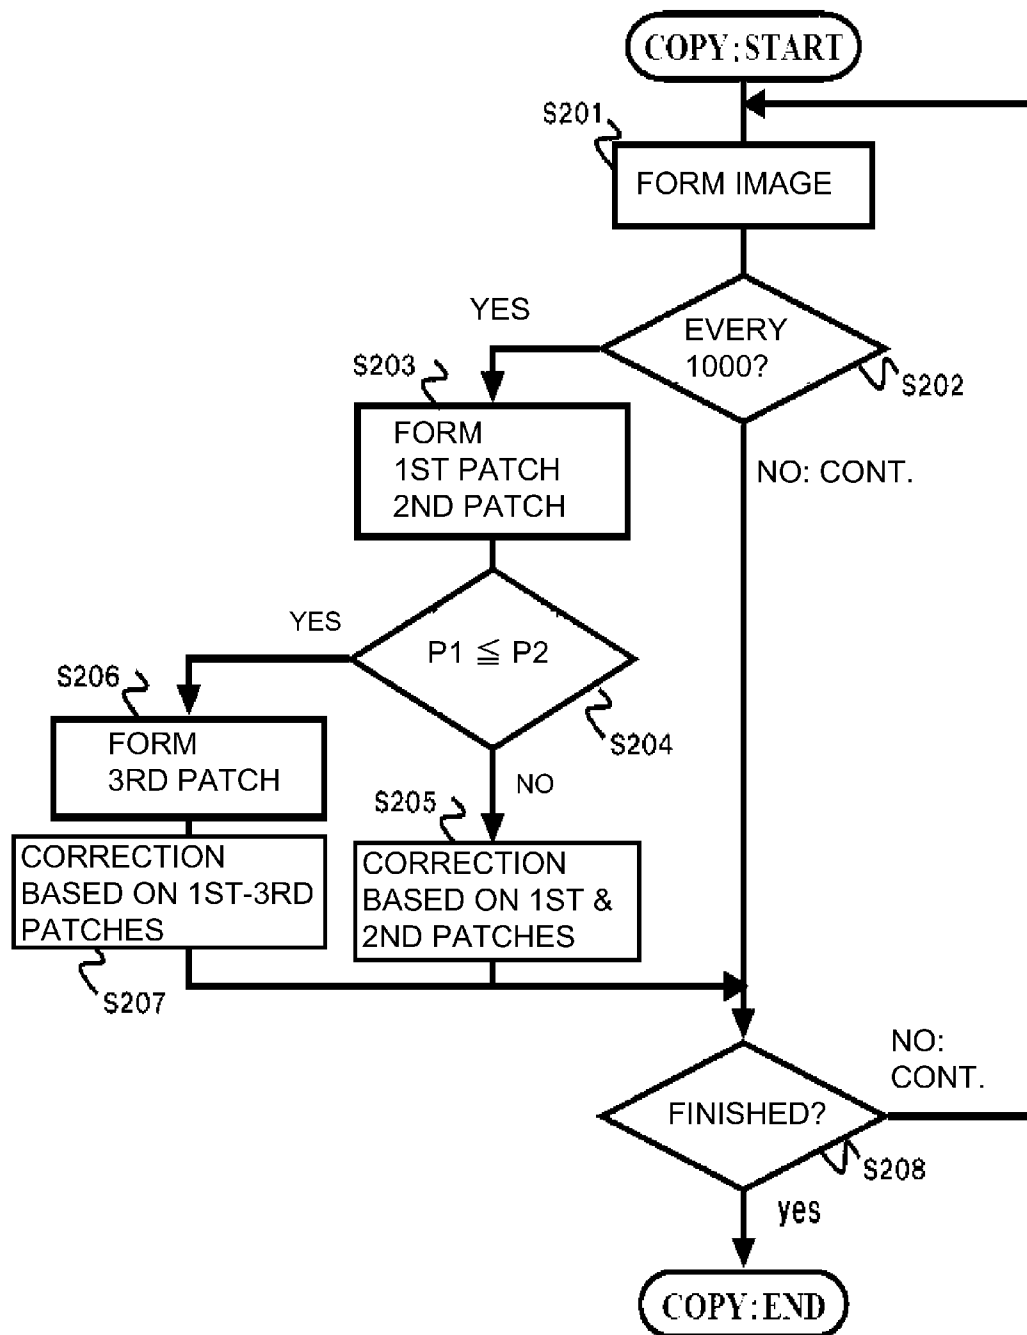 COPY:START
S201
FORM IMAGE
YES
EVERY
1000?
S202
S203
FORM
1ST PATCH
2ND PATCH
NO: CONT.
YES
P1 ≦ P2
S204
S206
FORM
3RD PATCH
NO
S205
CORRECTION
BASED ON 1ST-3RD
PATCHES
CORRECTION
BASED ON 1ST &
2ND PATCHES
S207
NO:
CONT.
FINISHED?
S208
yes
COPY:END